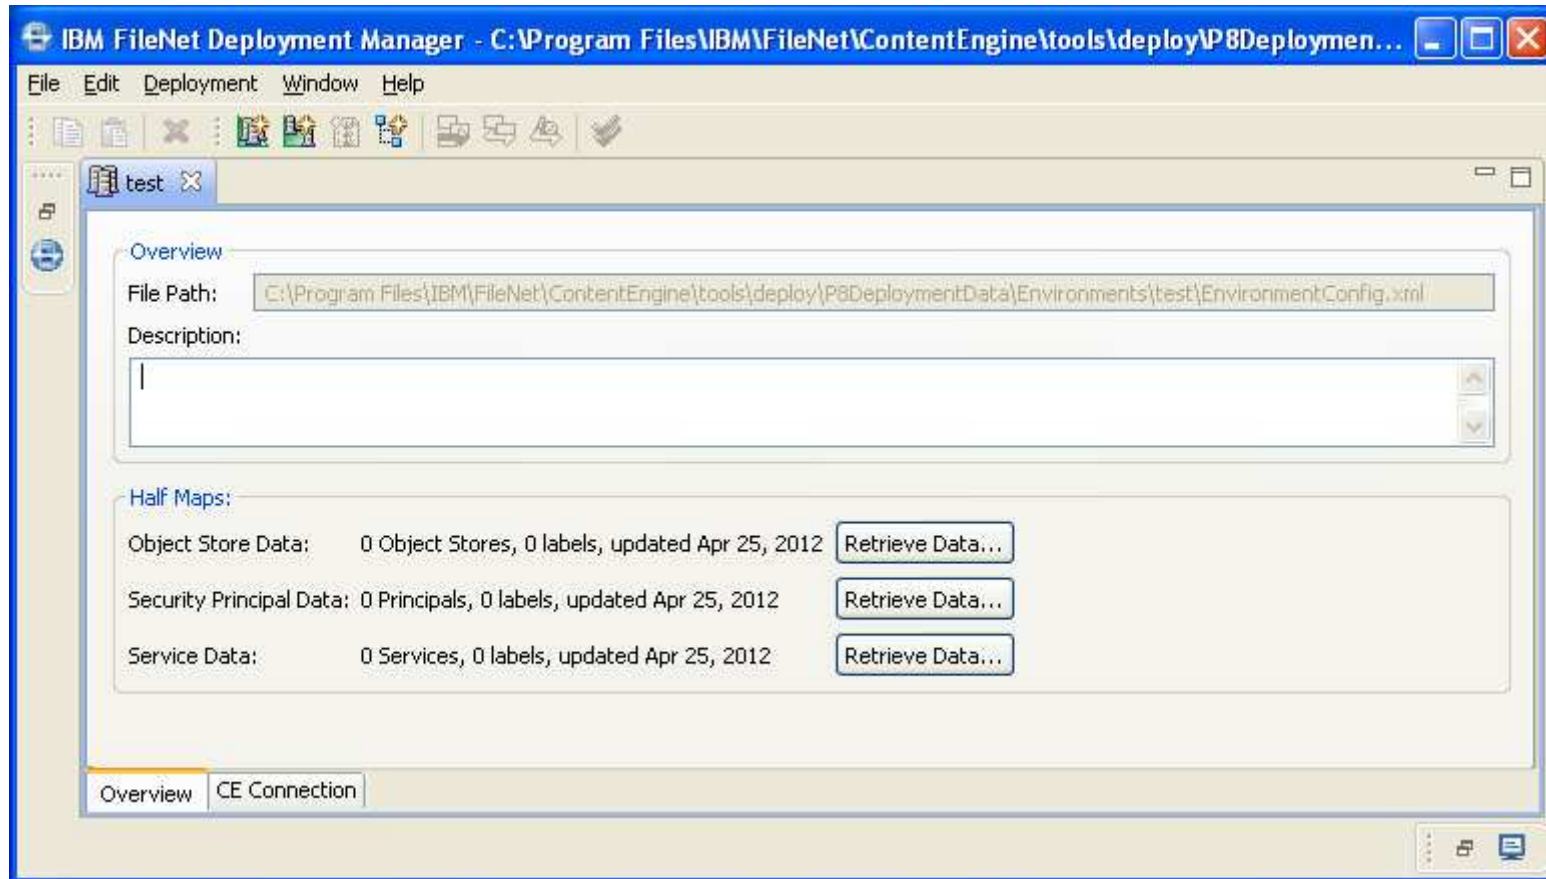 IBM FileNet Deployment Manager - C:\Program Files\IBM\FileNet\ContentEngine\tools\deploy\P8Deploymen...
File Edit Deployment Window Help
test
Overview
File Path: C:\Program Files\IBM\FileNet\ContentEngine\tools\deploy\P8DeploymentData\Environments\test\EnvironmentConfig.xml
Description:
Half Maps:
Object Store Data: 0 Object Stores, 0 labels, updated Apr 25, 2012 Retrieve Data...
Security Principal Data: 0 Principals, 0 labels, updated Apr 25, 2012 Retrieve Data...
Service Data: 0 Services, 0 labels, updated Apr 25, 2012 Retrieve Data...
Overview CE Connection